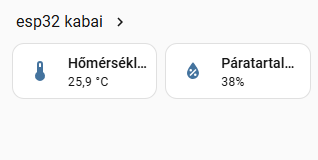 esp32 kabai
Hőmérsékl...
25,9 °C
Páratartal...
38%